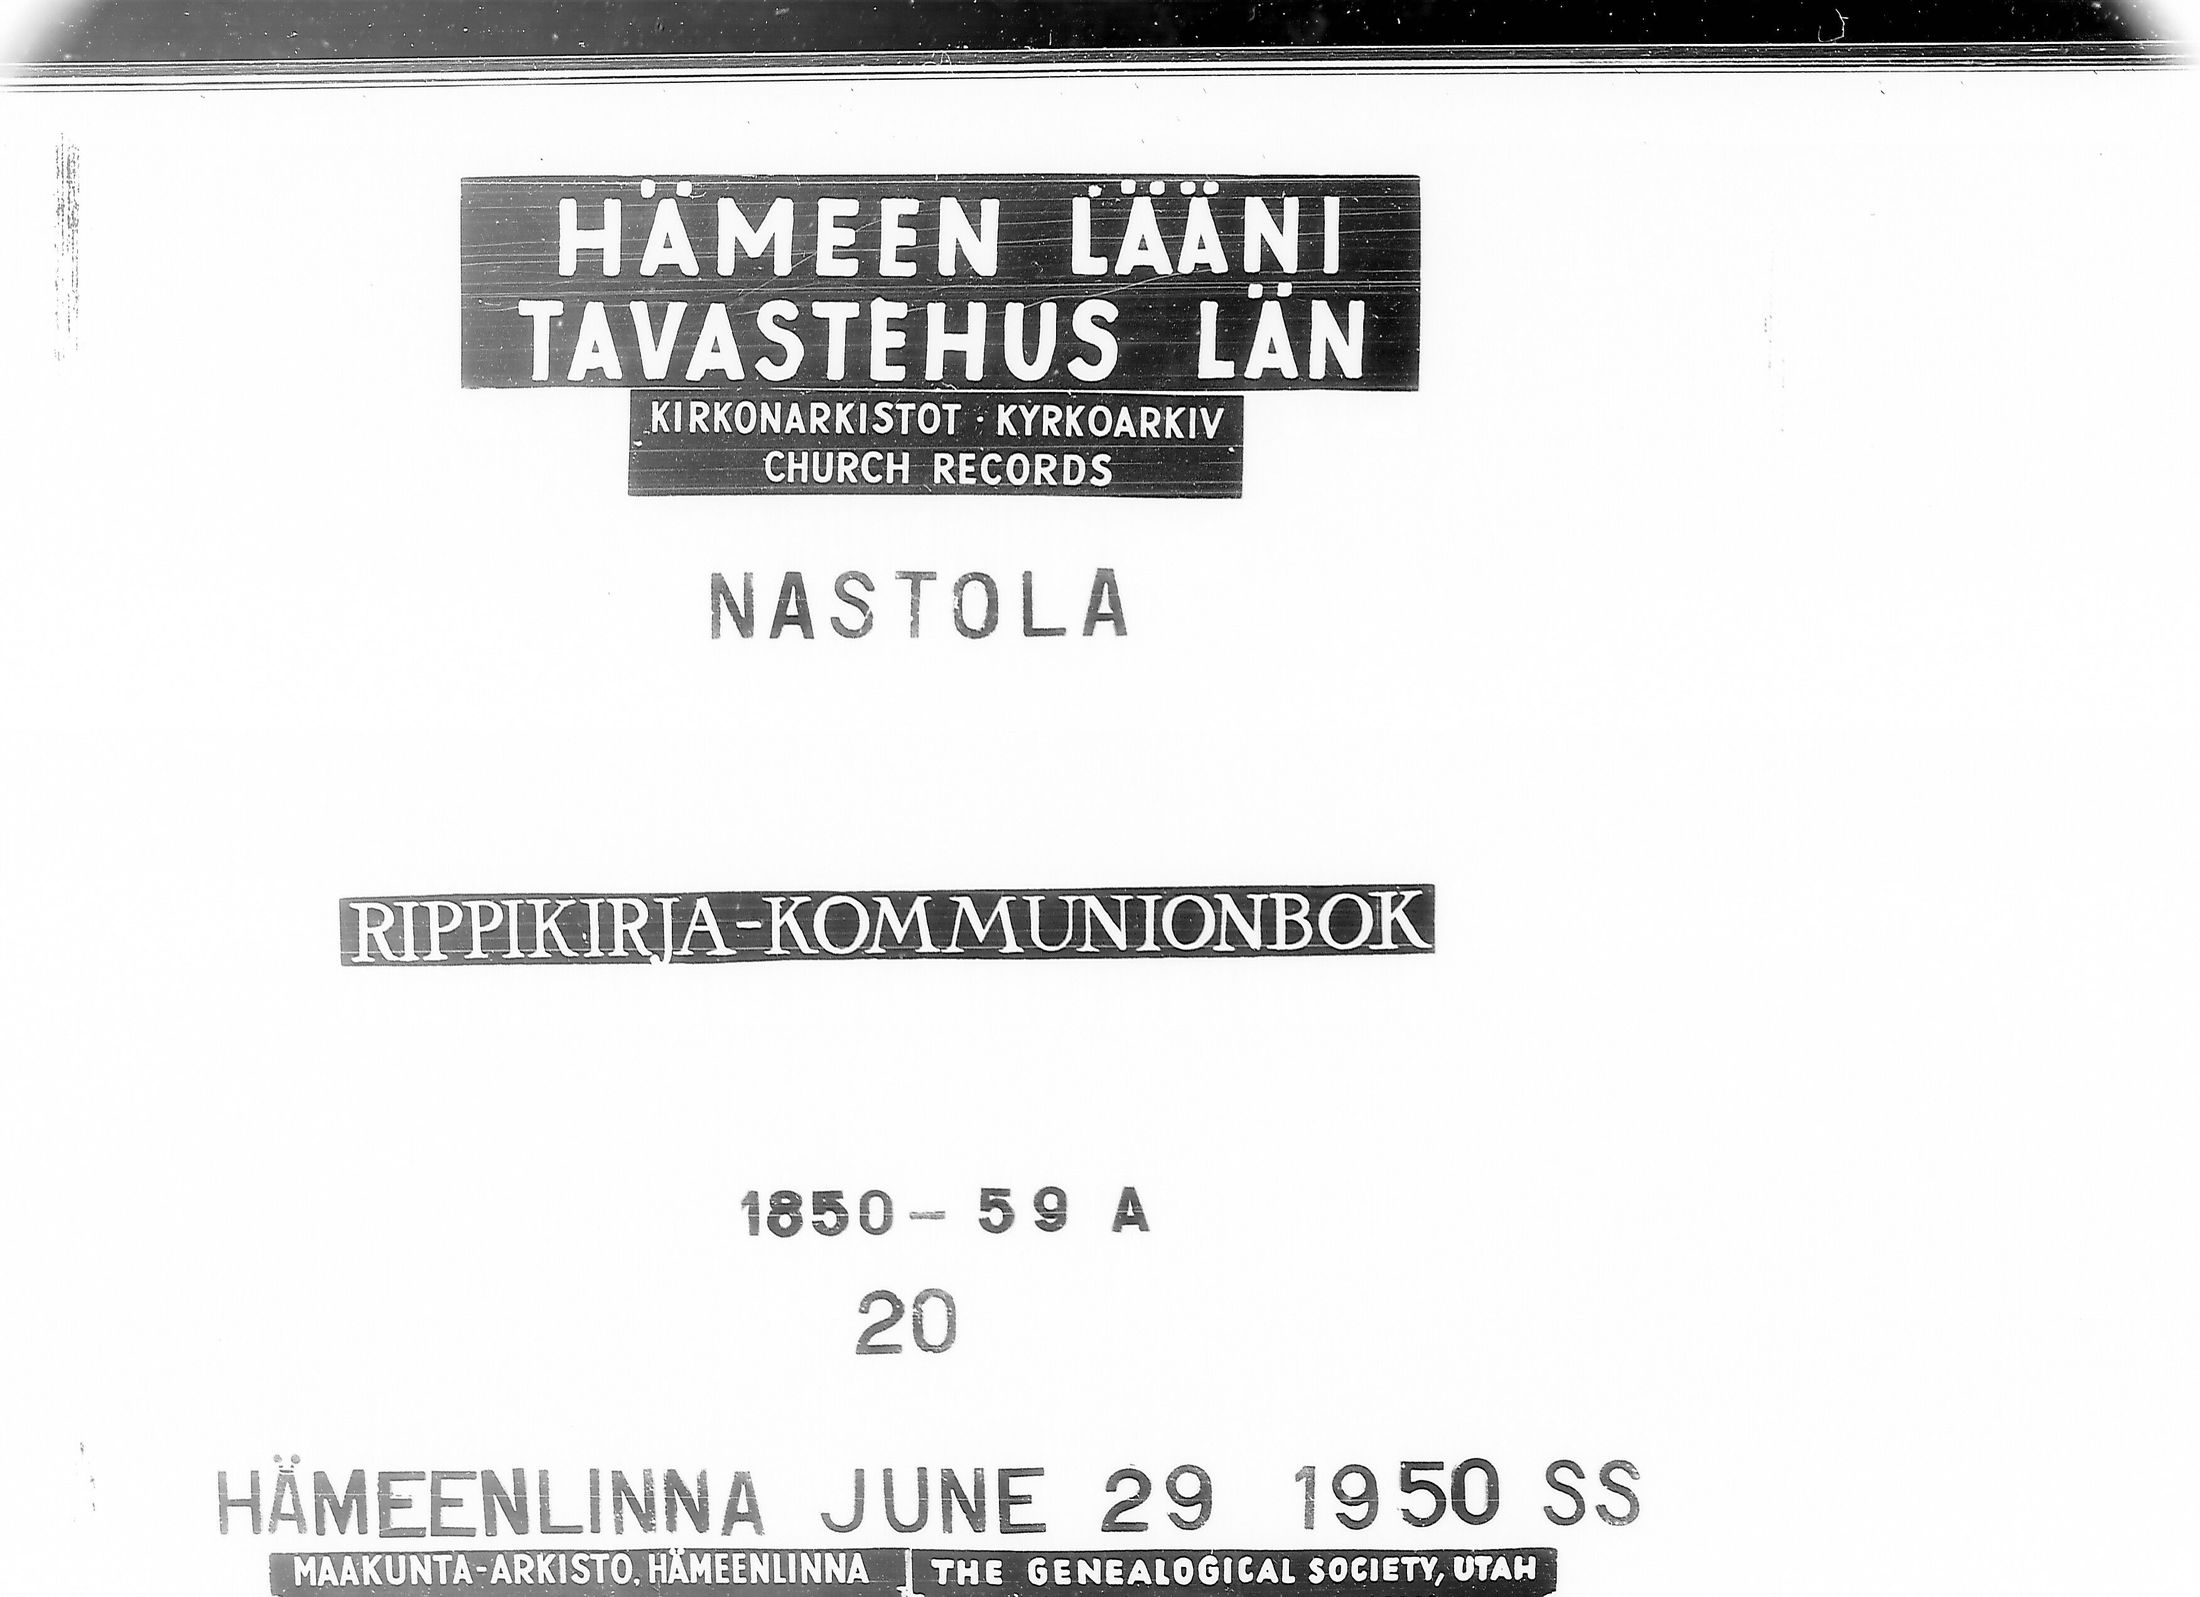 HÄMEEN LÄÄNI
TAVASTEHUS LÄN
KIRKONARKISTOT · KYRKOARKIV
CHURCH RECORDS
NASTOLA
RIPPIKIRJA-KOMMUNIONBOK
1850-59 A
20
HÄMEENLINNA JUNE 29 1950 SS
MAAKUNTA-ARKISTO, HÄMEENLINNA THE GENEALOGICAL SOCIETY, UTAH